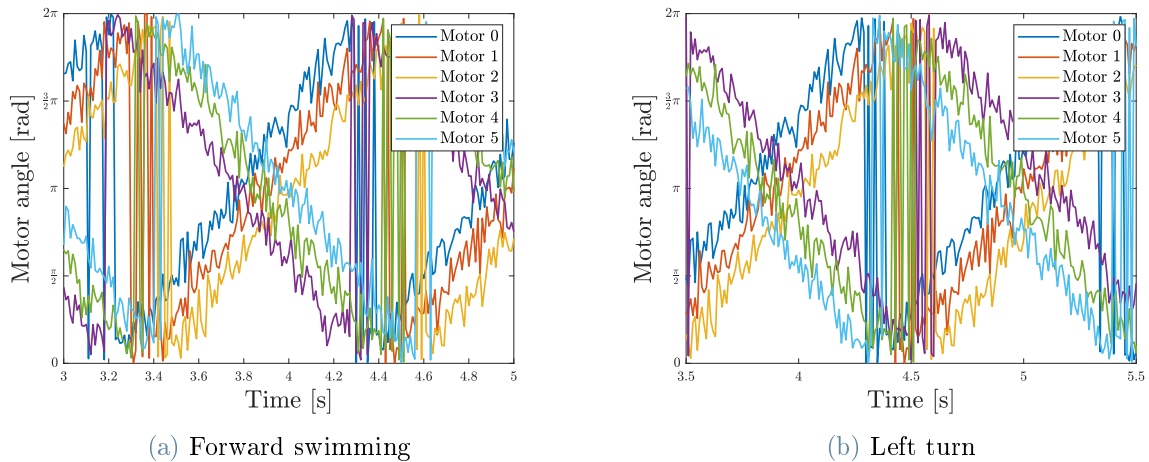 2π
3/2π
π
π/2
0
Motor angle [rad]
3 3.2 3.4 3.6 3.8 4 4.2 4.4 4.6 4.8 5
Time [s]
Motor 0
Motor 1
Motor 2
Motor 3
Motor 4
Motor 5
(a) Forward swimming
2π
3/2π
π
π/2
0
Motor angle [rad]
3.5 4 4.5 5 5.5
Time [s]
Motor 0
Motor 1
Motor 2
Motor 3
Motor 4
Motor 5
(b) Left turn